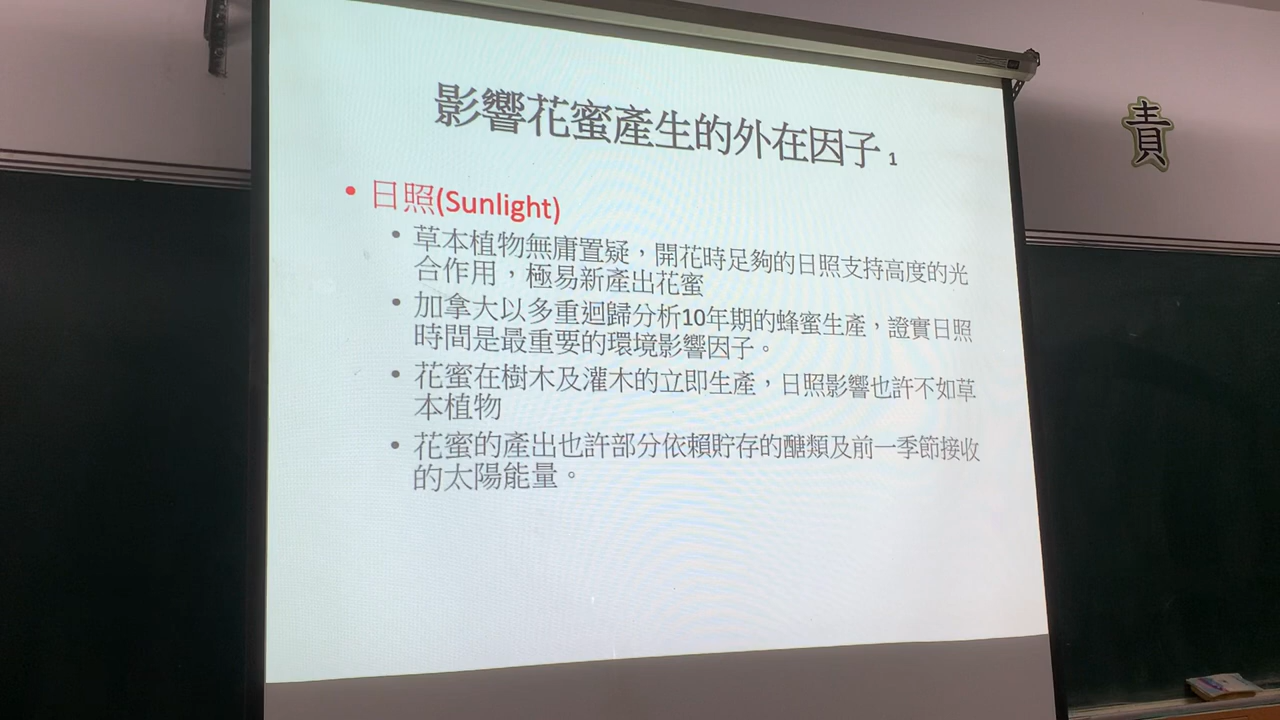 影響花蜜產生的外在因子 1
責
• 日照(Sunlight)
• 草本植物無庸置疑，開花時足夠的日照支持高度的光
合作用，極易新產出花蜜
• 加拿大以多重迴歸分析10年期的蜂蜜生產，證實日照
時間是最重要的環境影響因子。
• 花蜜在樹木及灌木的立即生產，日照影響也許不如草
本植物
• 花蜜的產出也許部分依賴貯存的醣類及前一季節接收
的太陽能量。